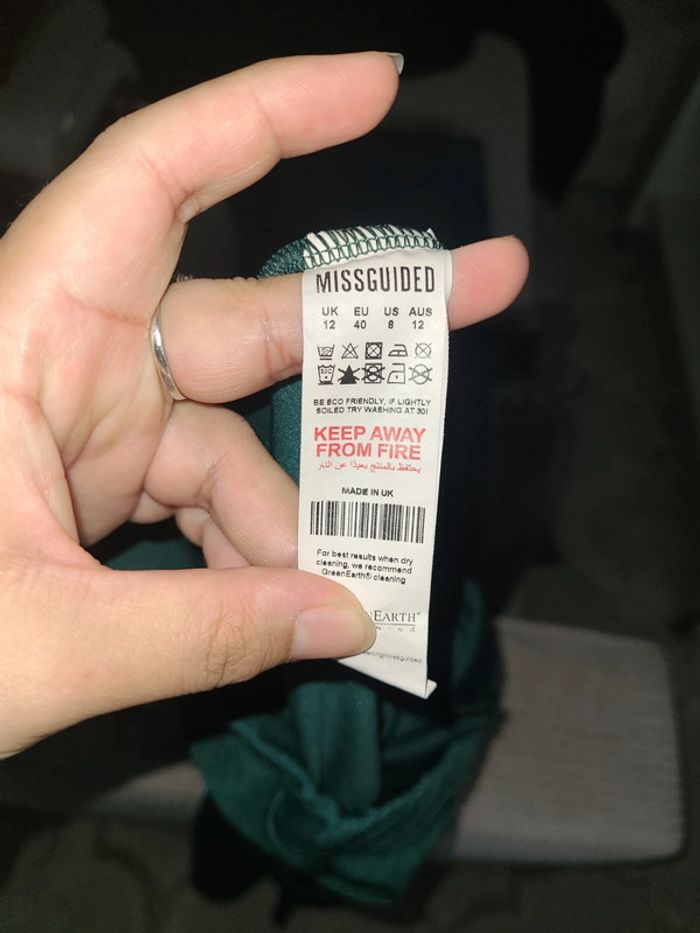 MISSGUIDED
UK EU US AUS
12 40 8 12
BE ECO FRIENDLY, IF LIGHTLY
SOILED TRY WASHING AT 30!
KEEP AWAY
FROM FIRE
يحتفظ بالمنتج بعيدًا عن النار
MADE IN UK
For best results when dry
cleaning, we recommend
GreenEarth® cleaning